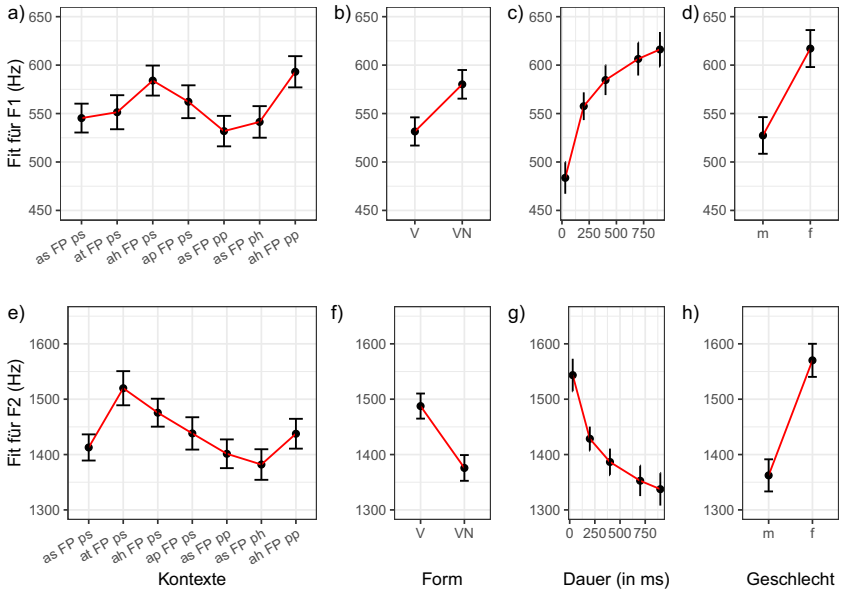 a)
b)
c)
d)
Fit für F1 (Hz)
650
600
550
500
450
as FP ps
at FP ps
ah FP ps
ap FP ps
as FP pp
as FP ph
ah FP pp
650
600
550
500
450
V
VN
650
600
550
500
450
0
250
500
750
650
600
550
500
450
m
f
e)
f)
g)
h)
Fit für F2 (Hz)
1600
1500
1400
1300
as FP ps
at FP ps
ah FP ps
ap FP ps
as FP pp
as FP ph
ah FP pp
Kontexte
1600
1500
1400
1300
V
VN
Form
1600
1500
1400
1300
0
250
500
750
Dauer (in ms)
1600
1500
1400
1300
m
f
Geschlecht